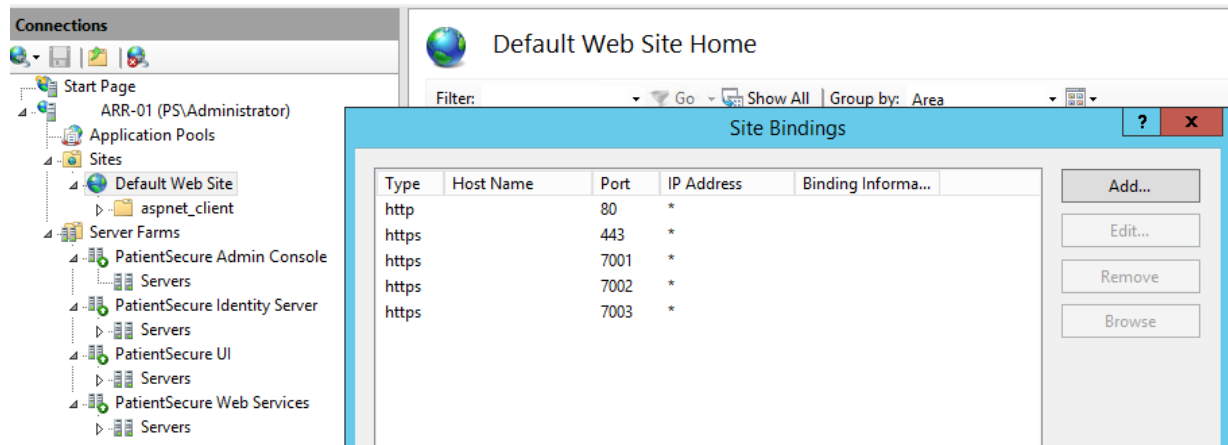 Connections
Start Page
ARR-01 (PS\Administrator)
Application Pools
Sites
Default Web Site
aspnet_client
Server Farms
PatientSecure Admin Console
Servers
PatientSecure Identity Server
Servers
PatientSecure UI
Servers
PatientSecure Web Services
Servers
Default Web Site Home
Filter: Go Show All Group by: Area
Site Bindings ? x
Type Host Name Port IP Address Binding Informa...
http 80 *
https 443 *
https 7001 *
https 7002 *
https 7003 *
Add...
Edit...
Remove
Browse